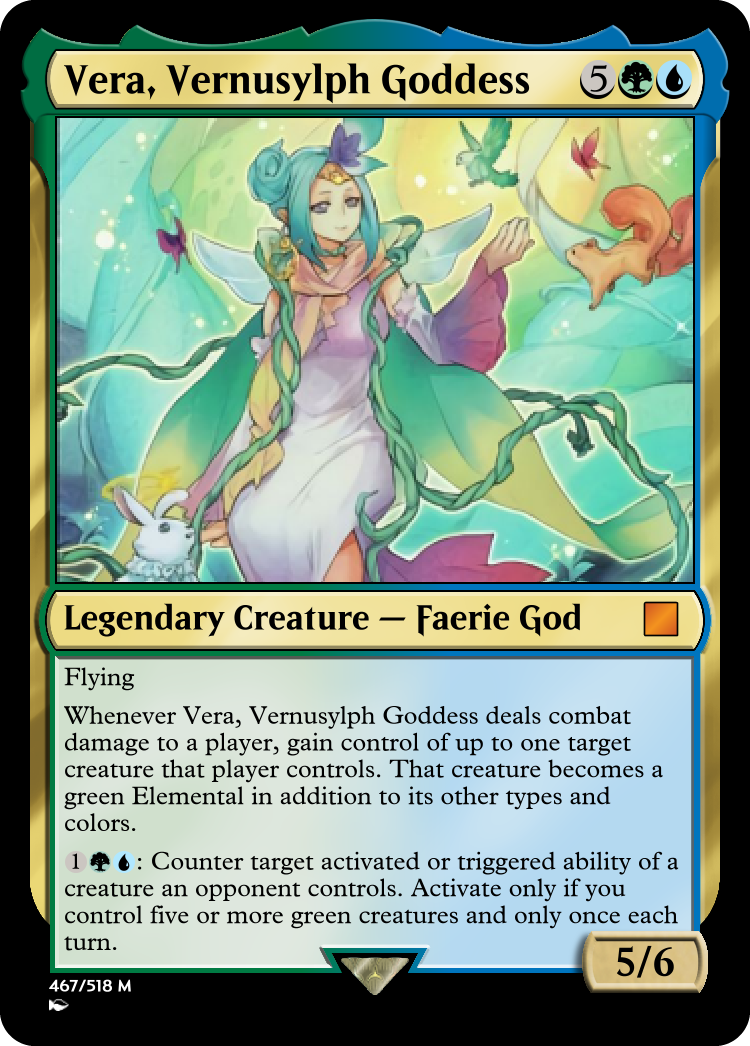 Vera, Vernusylph Goddess 5
Legendary Creature — Faerie God
Flying
Whenever Vera, Vernusylph Goddess deals combat
damage to a player, gain control of up to one target
creature that player controls. That creature becomes a
green Elemental in addition to its other types and
colors.
1 : Counter target activated or triggered ability of a
creature an opponent controls. Activate only if you
control five or more green creatures and only once each
turn.
5/6
467/518 M